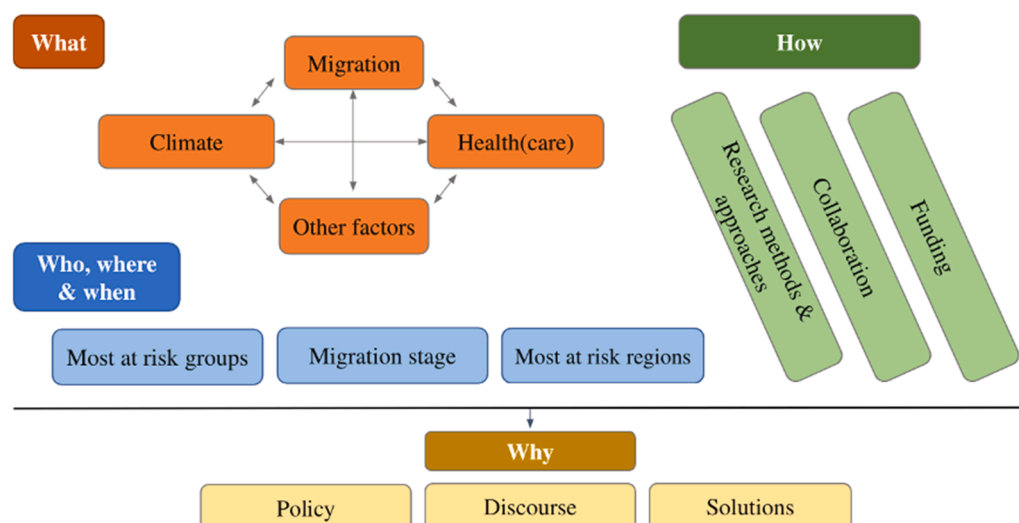 What
How
Migration
Climate
Health(care)
Other factors
Research methods &
approaches
Collaboration
Funding
Who, where
& when
Most at risk groups
Migration stage
Most at risk regions
Why
Policy
Discourse
Solutions